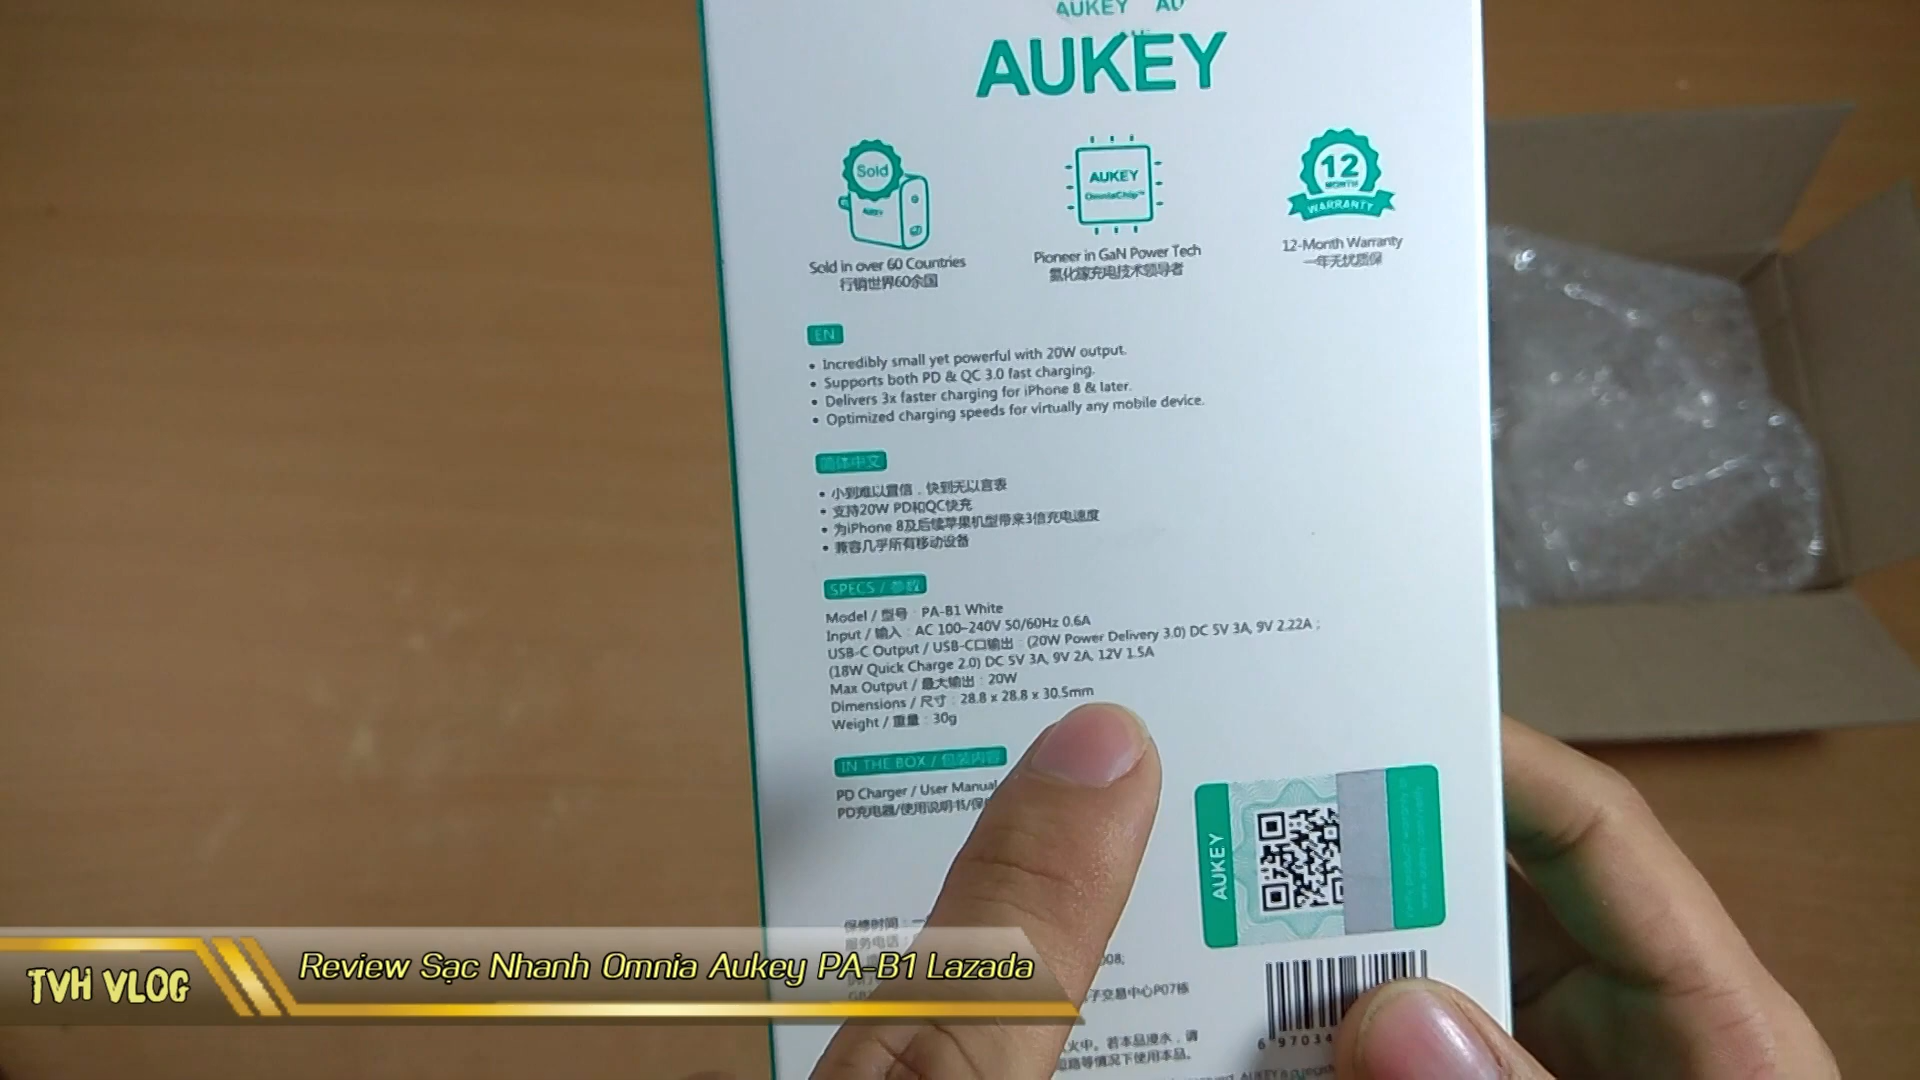 AUKEY AU
AUKEY
Sold
AUKEY
Sold in over 60 Countries
行销世界60余国
AUKEY
OmniaChip™
Pioneer in GaN Power Tech
氮化镓充电技术领导者
12
MONTH
WARRANTY
12-Month Warranty
一年无忧质保
EN
• Incredibly small yet powerful with 20W output.
• Supports both PD & QC 3.0 fast charging.
• Delivers 3x faster charging for iPhone 8 & later.
• Optimized charging speeds for virtually any mobile device.
简体中文
• 小到难以置信，快到无以言表
• 支持20W PD和QC快充
• 为iPhone 8及后续苹果机型带来3倍充电速度
• 兼容几乎所有移动设备
SPECS / 参数
Model / 型号 : PA-B1 White
Input / 输入 : AC 100-240V 50/60Hz 0.6A
USB-C Output / USB-C口输出 : (20W Power Delivery 3.0) DC 5V 3A, 9V 2.22A ;
(18W Quick Charge 2.0) DC 5V 3A, 9V 2A, 12V 1.5A
Max Output / 最大输出 : 20W
Dimensions / 尺寸 : 28.8 x 28.8 x 30.5mm
Weight / 重量 : 30g
IN THE BOX / 包装内容
PD Charger / User Manual
PD充电器/使用说明书/保
AUKEY
保修时间 : 一
服务电话 :
子交易中心P07栋
火中。若本品浸水，请
情况下使用本品。
6 97034
TVH VLOG
Review Sạc Nhanh Omnia Aukey PA-B1 Lazada